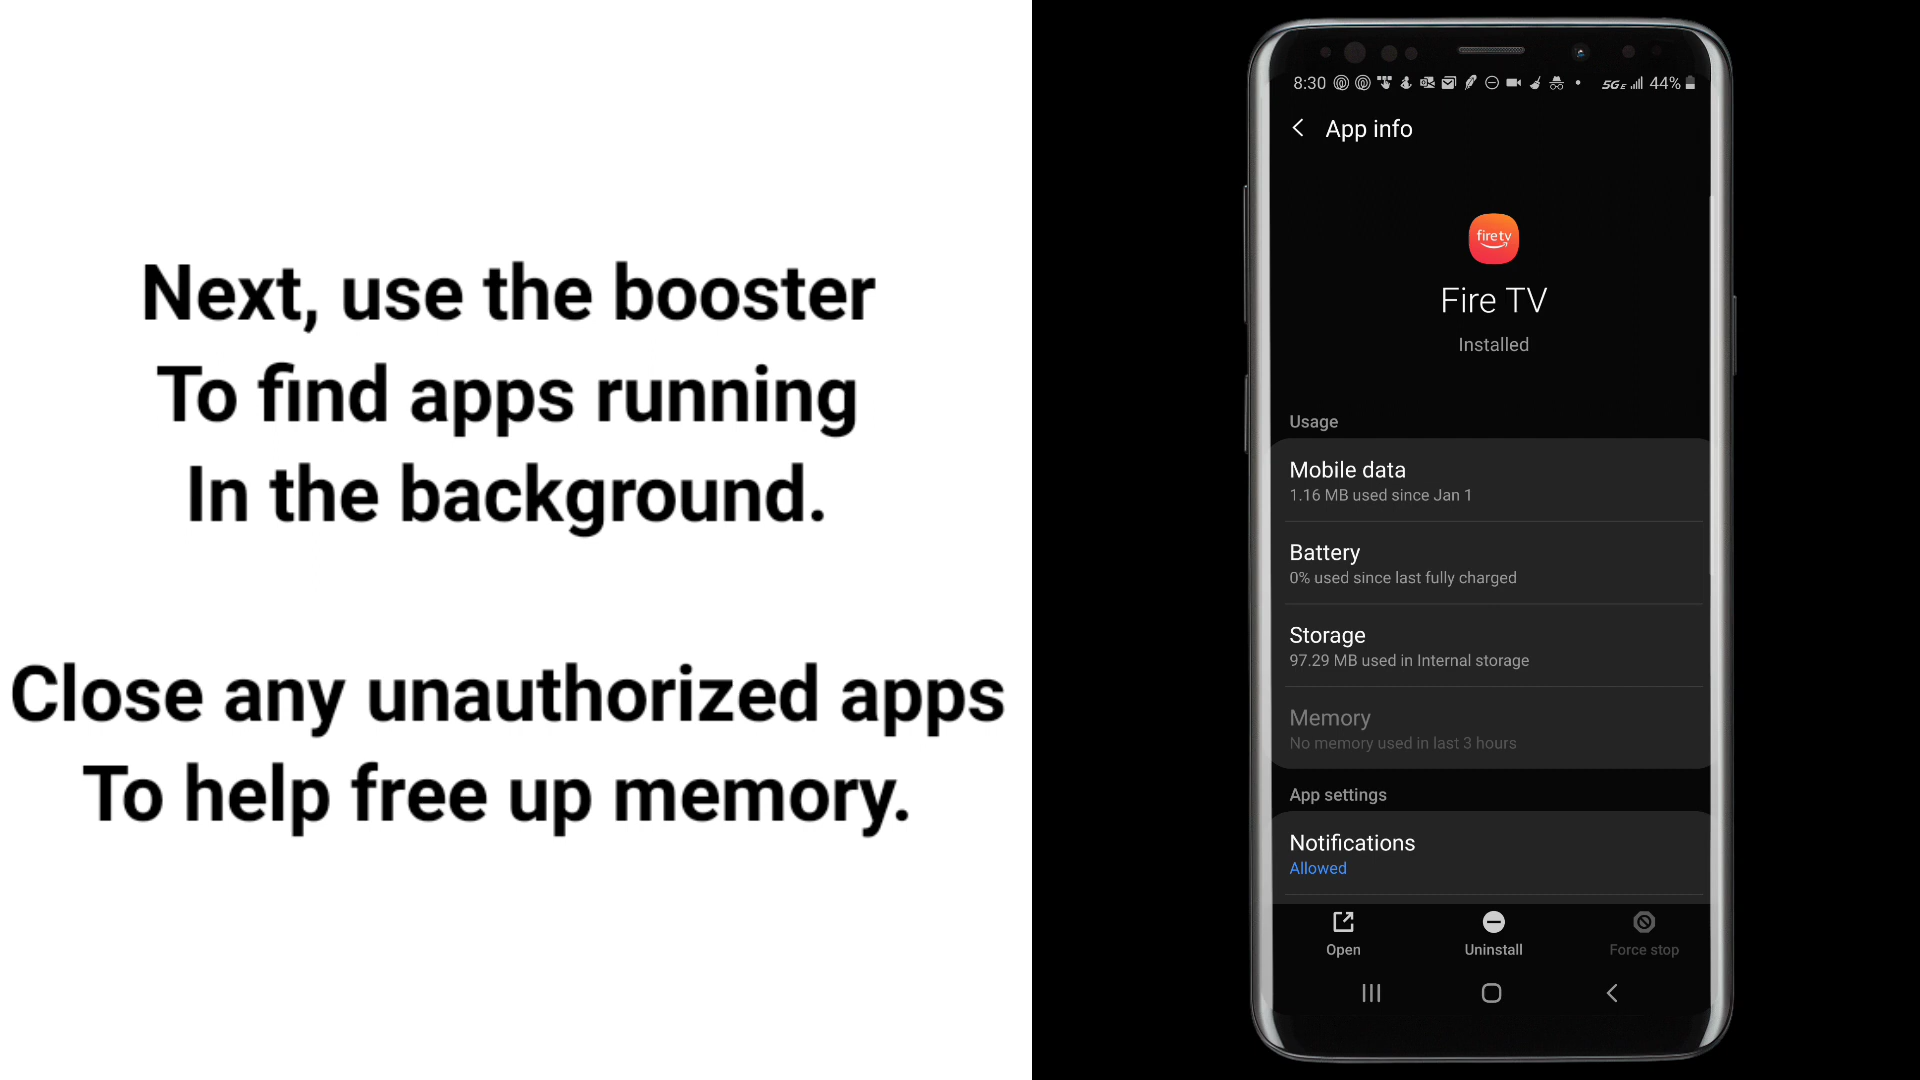 Next, use the booster
To find apps running
In the background.
Close any unauthorized apps
To help free up memory.
8:30
5GE 44%
App info
fire tv
Fire TV
Installed
Usage
Mobile data
1.16 MB used since Jan 1
Battery
0% used since last fully charged
Storage
97.29 MB used in Internal storage
Memory
No memory used in last 3 hours
App settings
Notifications
Allowed
Open Uninstall Force stop